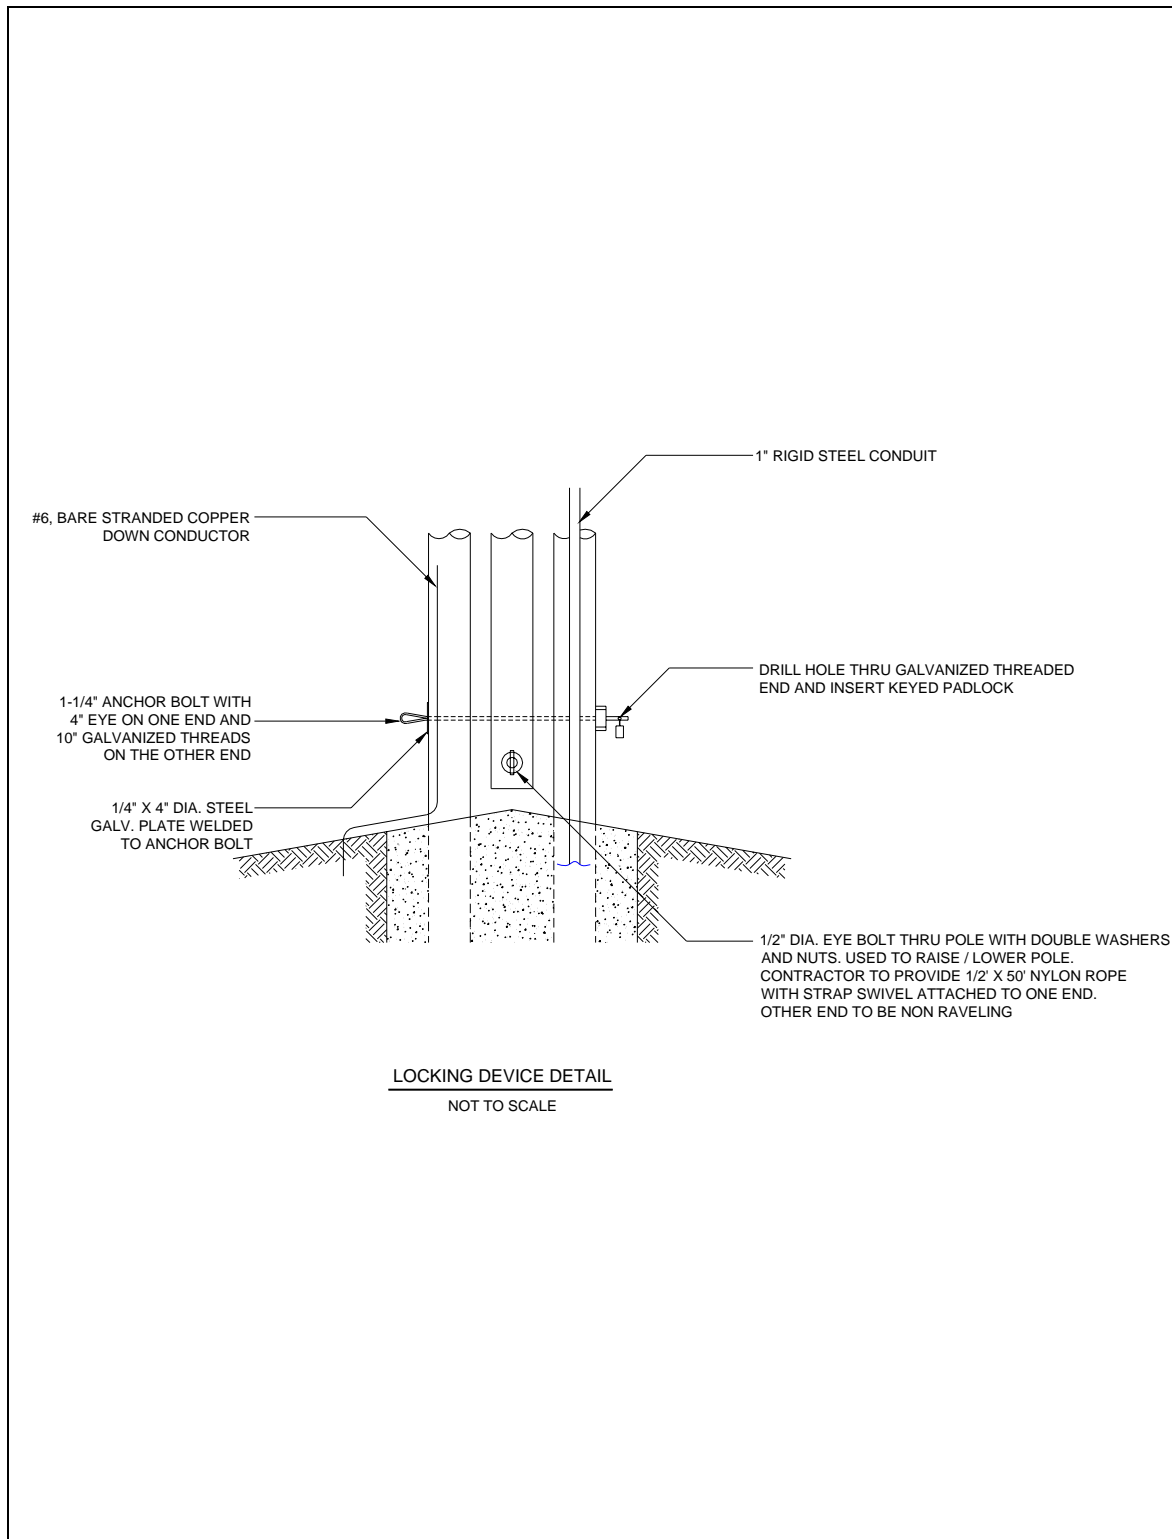 1" RIGID STEEL CONDUIT
#6, BARE STRANDED COPPER
DOWN CONDUCTOR
DRILL HOLE THRU GALVANIZED THREADED
END AND INSERT KEYED PADLOCK
1-1/4" ANCHOR BOLT WITH
4" EYE ON ONE END AND
10" GALVANIZED THREADS
ON THE OTHER END
1/4" X 4" DIA. STEEL
GALV. PLATE WELDED
TO ANCHOR BOLT
1/2" DIA. EYE BOLT THRU POLE WITH DOUBLE WASHERS
AND NUTS. USED TO RAISE / LOWER POLE.
CONTRACTOR TO PROVIDE 1/2' X 50' NYLON ROPE
WITH STRAP SWIVEL ATTACHED TO ONE END.
OTHER END TO BE NON RAVELING
LOCKING DEVICE DETAIL
NOT TO SCALE